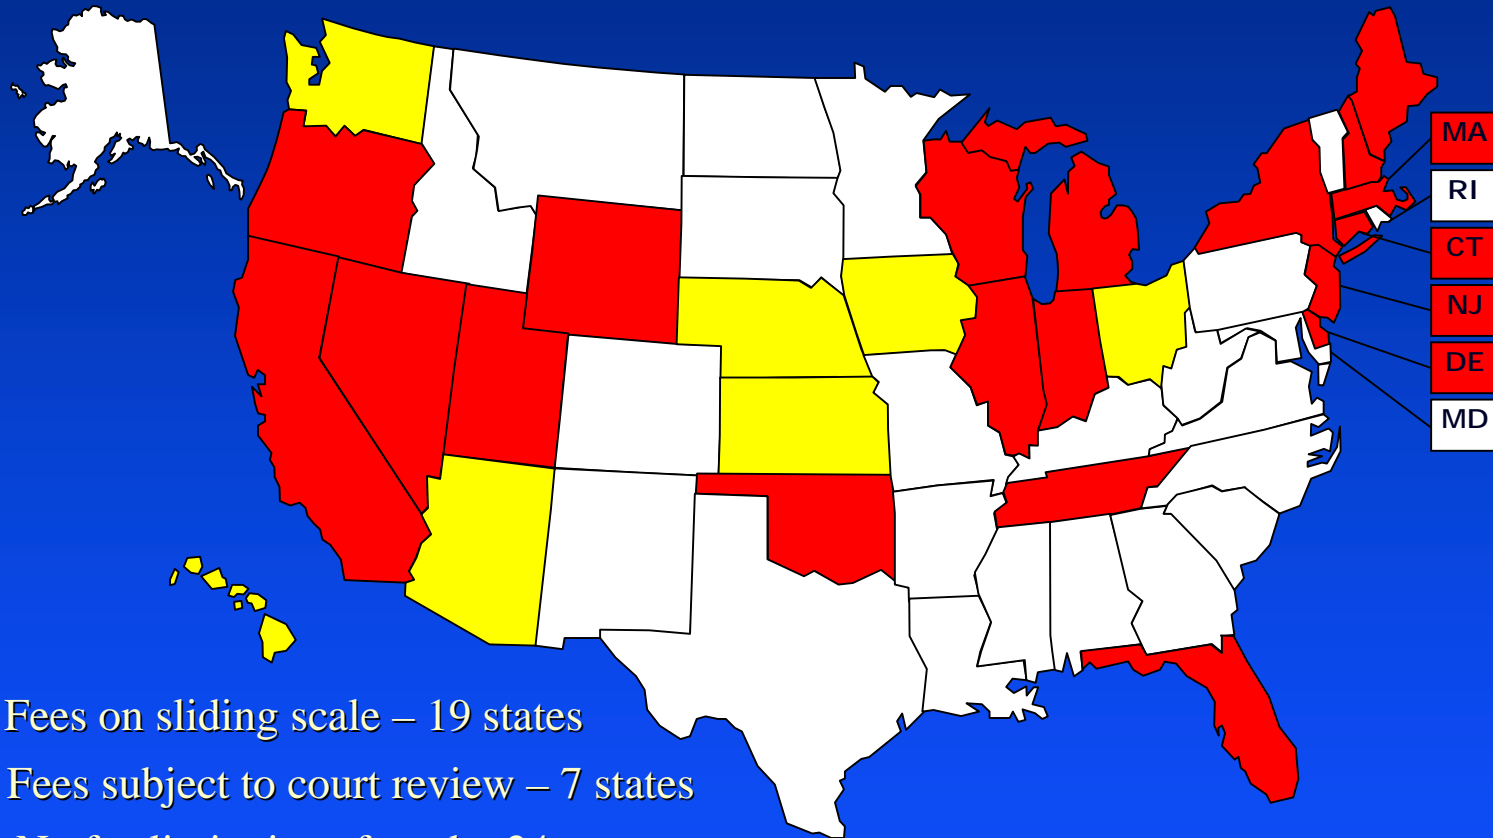 MA
RI
CT
NJ
DE
MD
Fees on sliding scale – 19 states
Fees subject to court review – 7 states